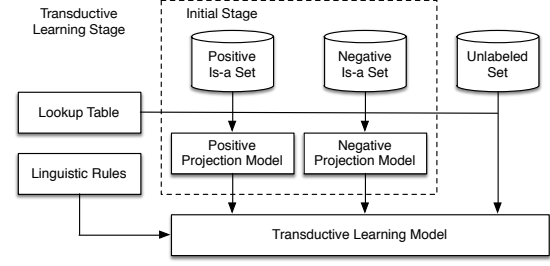 Transductive
Learning Stage
Initial Stage
Positive
Is-a Set
Negative
Is-a Set
Unlabeled
Set
Lookup Table
Positive
Projection Model
Negative
Projection Model
Linguistic Rules
Transductive Learning Model